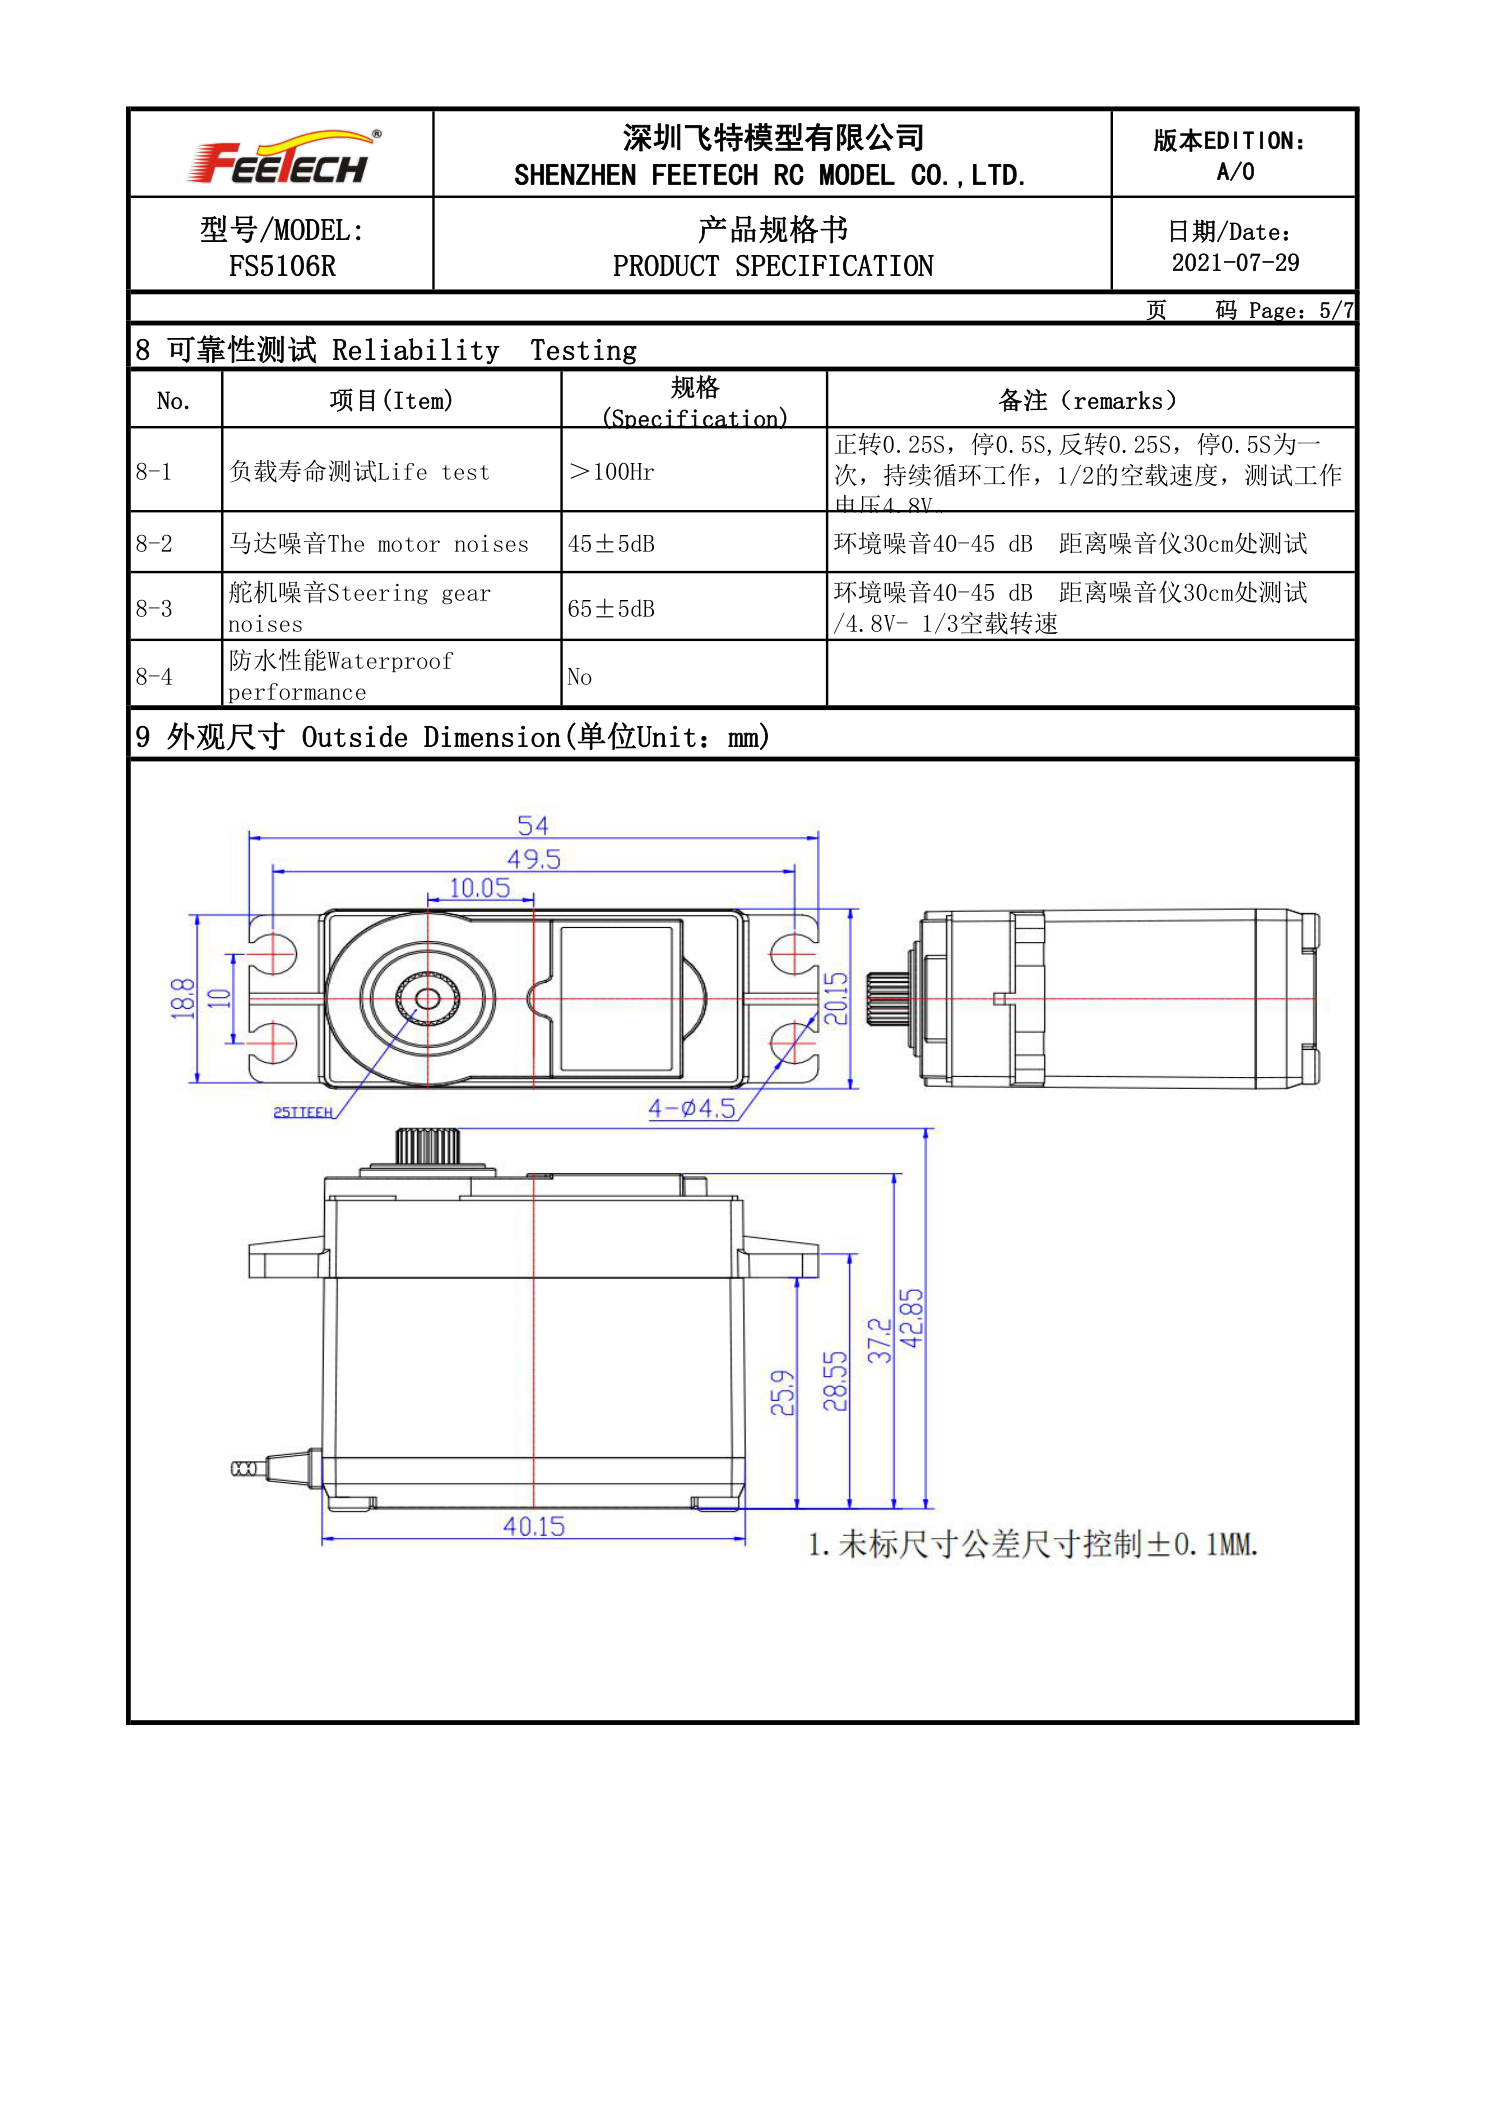 FEETECH®
深圳飞特模型有限公司
SHENZHEN FEETECH RC MODEL CO.,LTD.
版本EDITION:
A/0
型号/MODEL:
FS5106R
产品规格书
PRODUCT SPECIFICATION
日期/Date:
2021-07-29
页 码 Page: 5/7
8 可靠性测试 Reliability Testing
No.
项目(Item)
规格
(Specification)
备注（remarks）
8-1
负载寿命测试Life test
＞100Hr
正转0.25S，停0.5S,反转0.25S，停0.5S为一
次，持续循环工作，1/2的空载速度，测试工作
电压4.8V.
8-2
马达噪音The motor noises
45±5dB
环境噪音40-45 dB 距离噪音仪30cm处测试
8-3
舵机噪音Steering gear
noises
65±5dB
环境噪音40-45 dB 距离噪音仪30cm处测试
/4.8V- 1/3空载转速
8-4
防水性能Waterproof
performance
No
9 外观尺寸 Outside Dimension(单位Unit: mm)
54
49.5
10.05
18.8
10
20.15
25TTEEH
4-Ø4.5
25.9
28.55
37.2
42.85
40.15
1.未标尺寸公差尺寸控制±0.1MM.